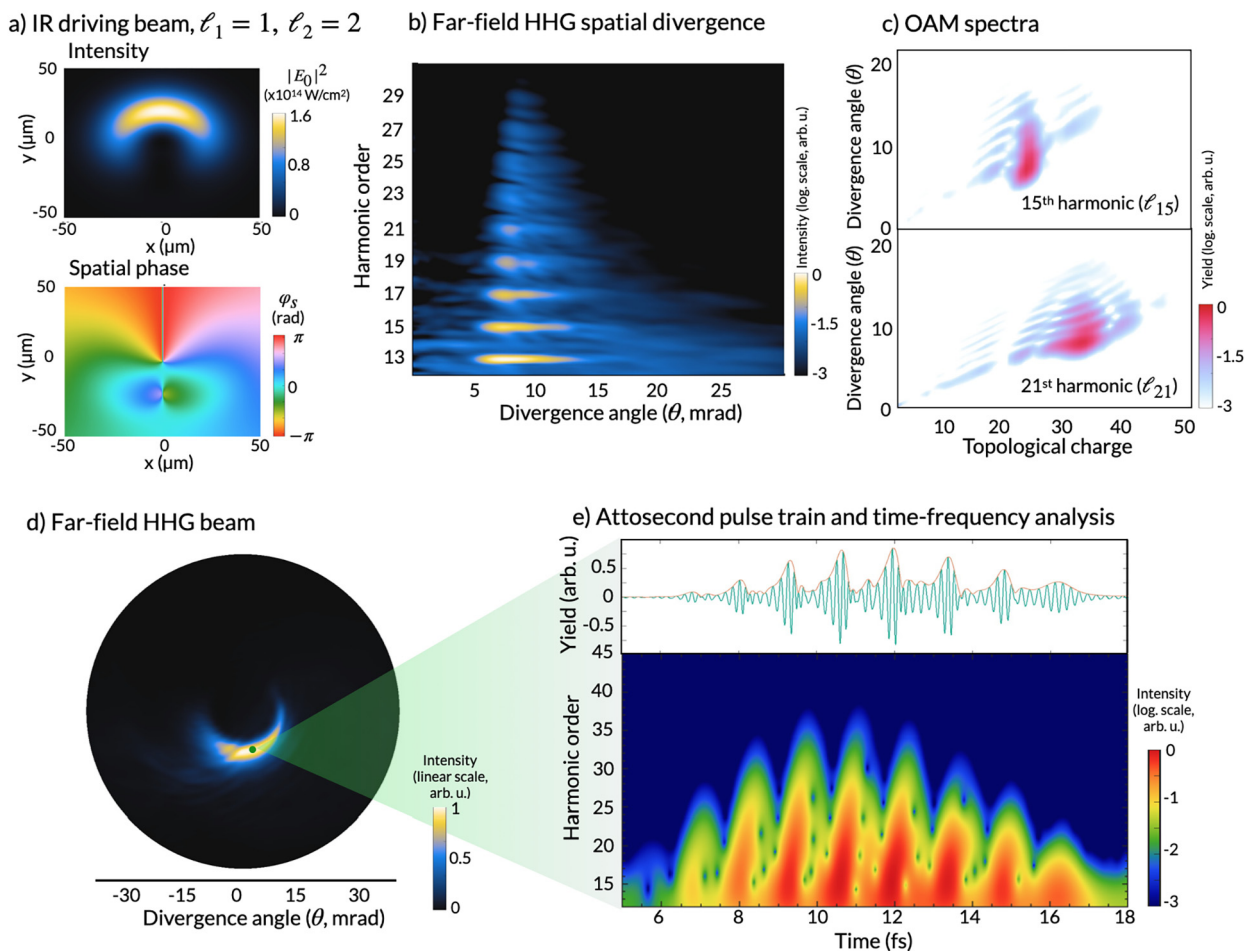 a) IR driving beam, ℓ₁ = 1, ℓ₂ = 2
Intensity
50
0
-50
y (μm)
-50
0
50
x (μm)
|E₀|²
(x10¹⁴ W/cm²)
1.6
0.8
0
Spatial phase
50
0
-50
y (μm)
-50
0
50
x (μm)
φₛ
(rad)
π
0
−π
b) Far-field HHG spatial divergence
Harmonic order
29
27
25
23
21
19
17
15
13
5
10
15
20
25
Divergence angle (θ, mrad)
Intensity (log. scale, arb. u.)
0
-1.5
-3
c) OAM spectra
Divergence angle (θ)
20
10
0
15th harmonic (ℓ₁₅)
Divergence angle (θ)
20
10
0
21st harmonic (ℓ₂₁)
10
20
30
40
50
Topological charge
Yield (log. scale, arb. u.)
0
-1.5
-3
d) Far-field HHG beam
-30
-15
0
15
30
Divergence angle (θ, mrad)
Intensity
(linear scale,
arb. u.)
1
0.5
0
e) Attosecond pulse train and time-frequency analysis
Yield (arb. u.)
0.5
0
-0.5
Harmonic order
45
40
35
30
25
20
15
6
8
10
12
14
16
18
Time (fs)
Intensity
(log. scale,
arb. u.)
0
-1
-2
-3